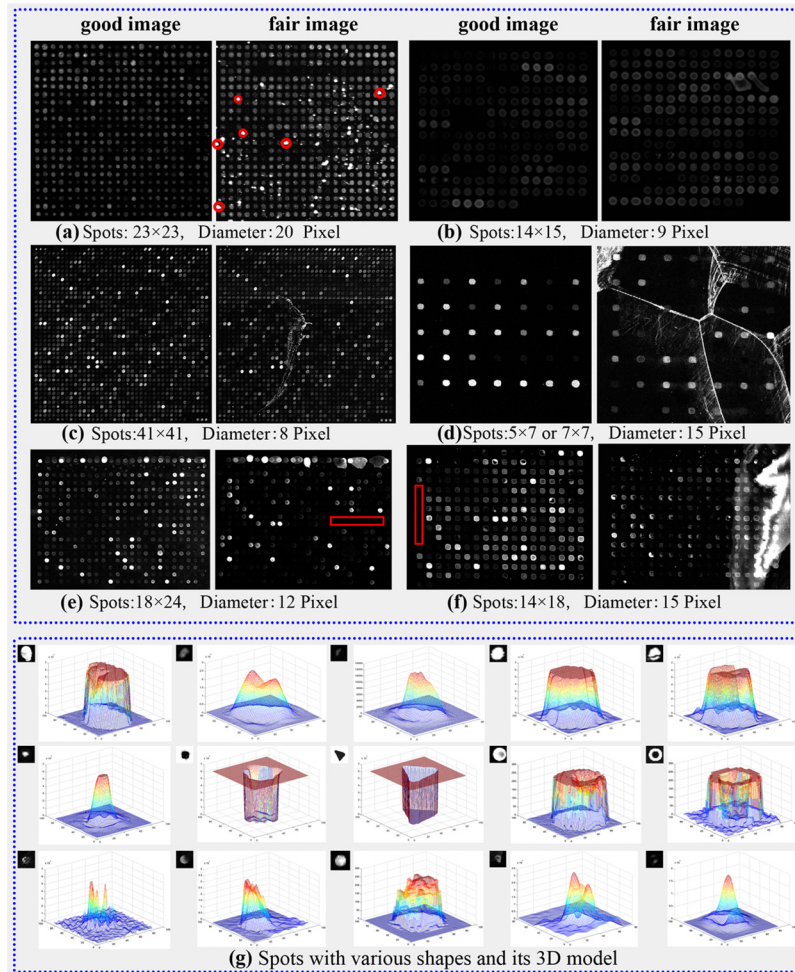 good image fair image good image fair image
(a) Spots: 23×23, Diameter:20 Pixel (b) Spots:14×15, Diameter:9 Pixel
(c) Spots:41×41, Diameter:8 Pixel (d)Spots:5×7 or 7×7, Diameter:15 Pixel
(e) Spots:18×24, Diameter:12 Pixel (f) Spots:14×18, Diameter:15 Pixel
(g) Spots with various shapes and its 3D model